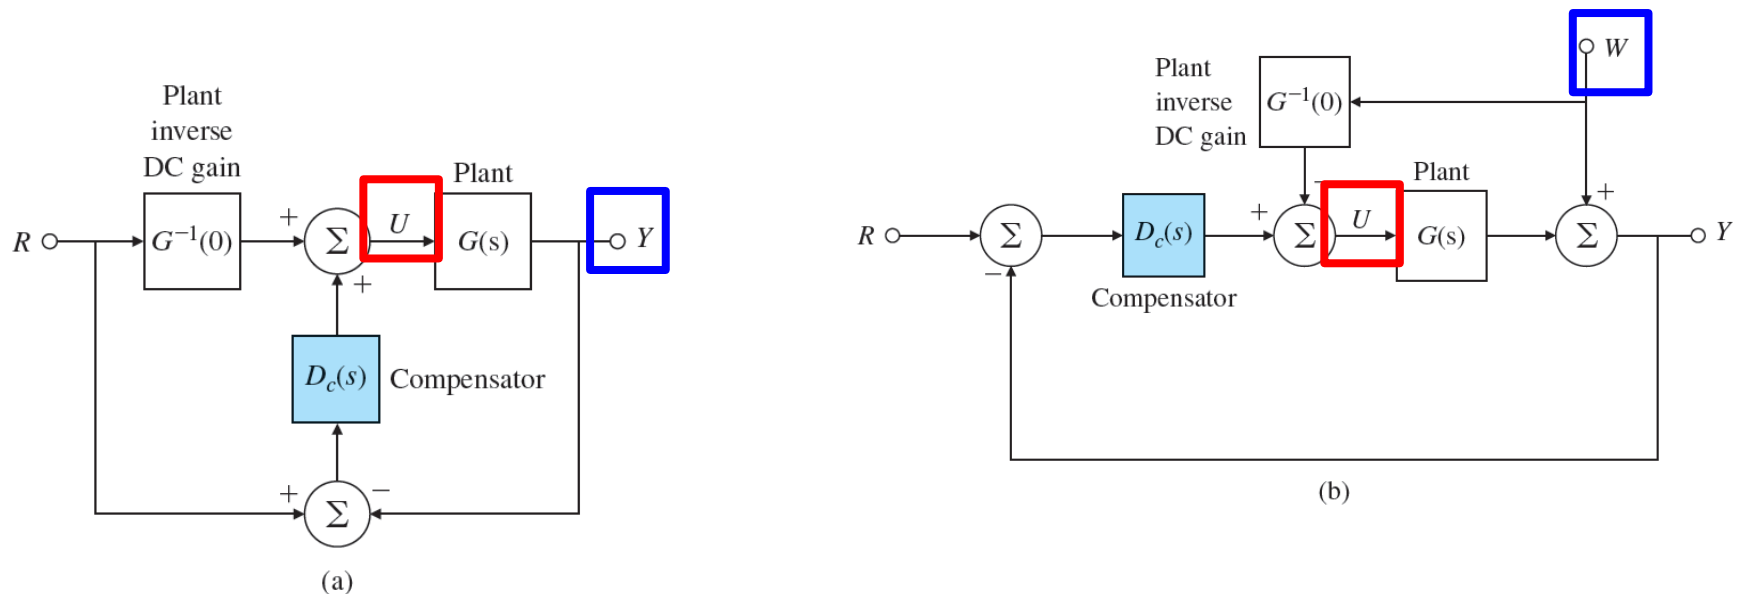 Plant
inverse
DC gain
Plant
R
G⁻¹(0)
+
Σ
U
G(s)
Y
+
D_c(s)
Compensator
+
Σ
−
(a)
W
Plant
inverse
DC gain
G⁻¹(0)
−
Plant
+
R
Σ
D_c(s)
+
Σ
U
G(s)
Σ
Y
−
Compensator
(b)